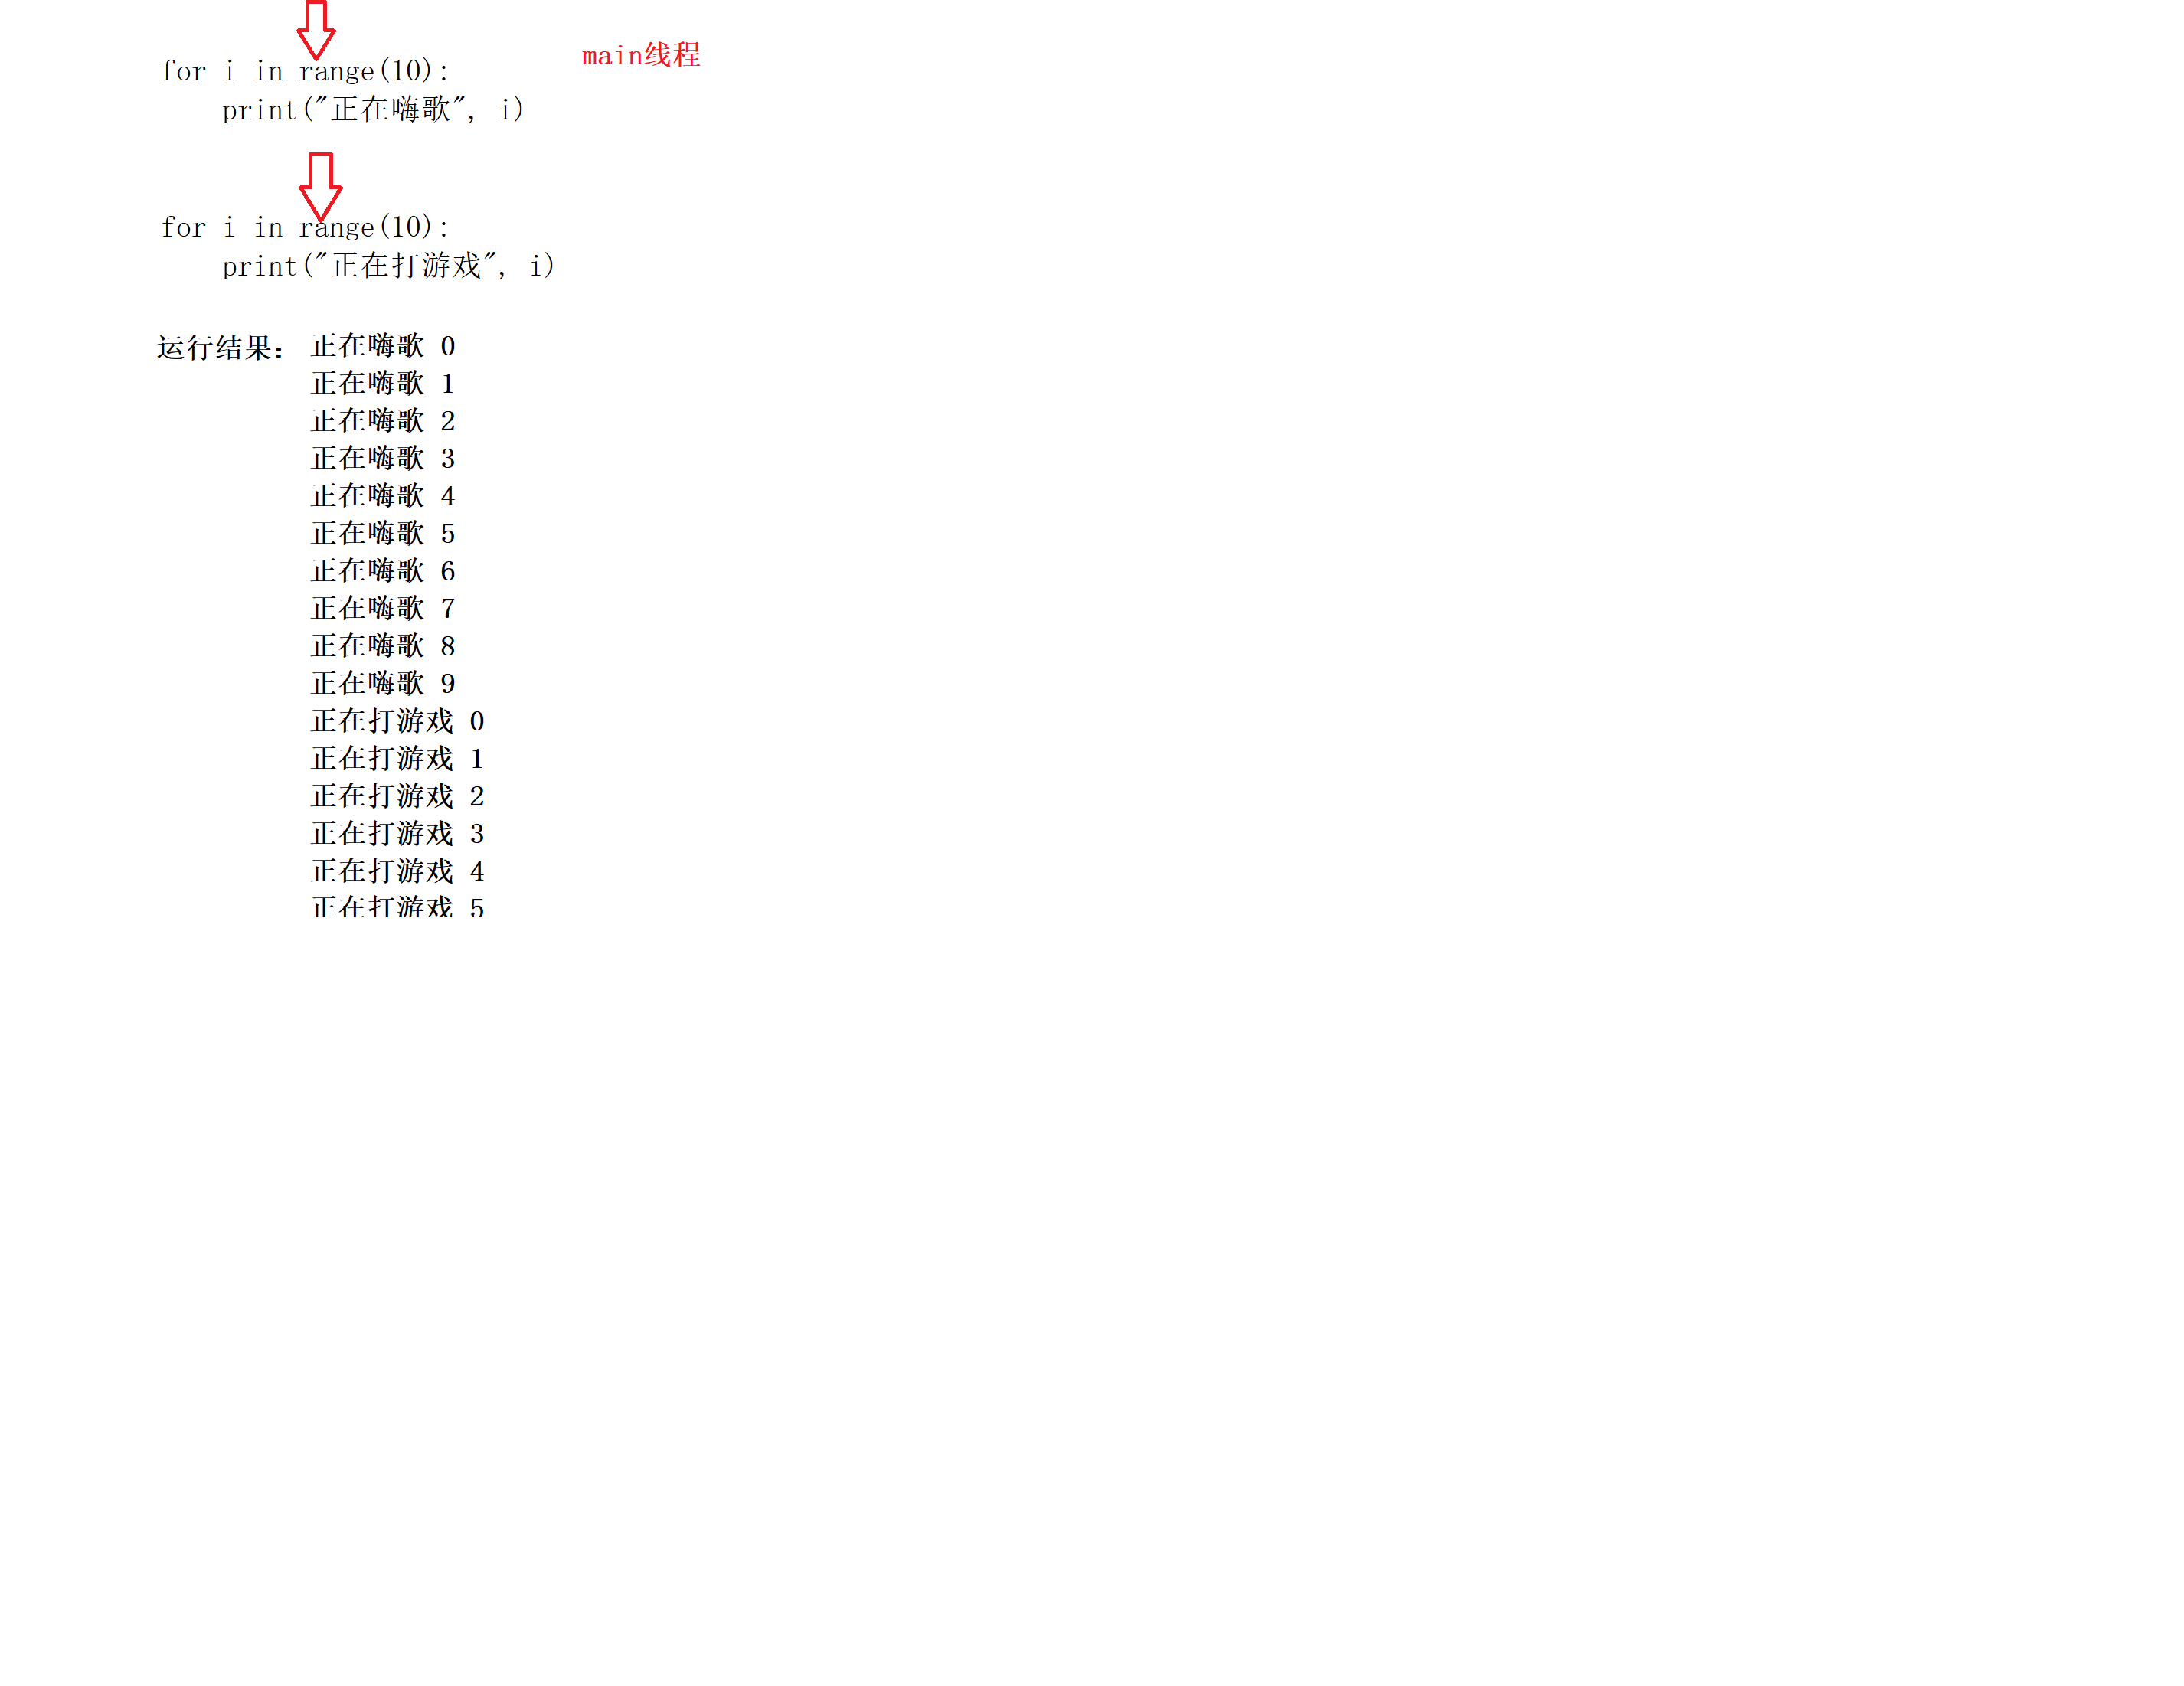 for i in range(10):
main线程
    print("正在嗨歌", i)
for i in range(10):
    print("正在打游戏", i)
运行结果： 正在嗨歌 0
正在嗨歌 1
正在嗨歌 2
正在嗨歌 3
正在嗨歌 4
正在嗨歌 5
正在嗨歌 6
正在嗨歌 7
正在嗨歌 8
正在嗨歌 9
正在打游戏 0
正在打游戏 1
正在打游戏 2
正在打游戏 3
正在打游戏 4
正在打游戏 5